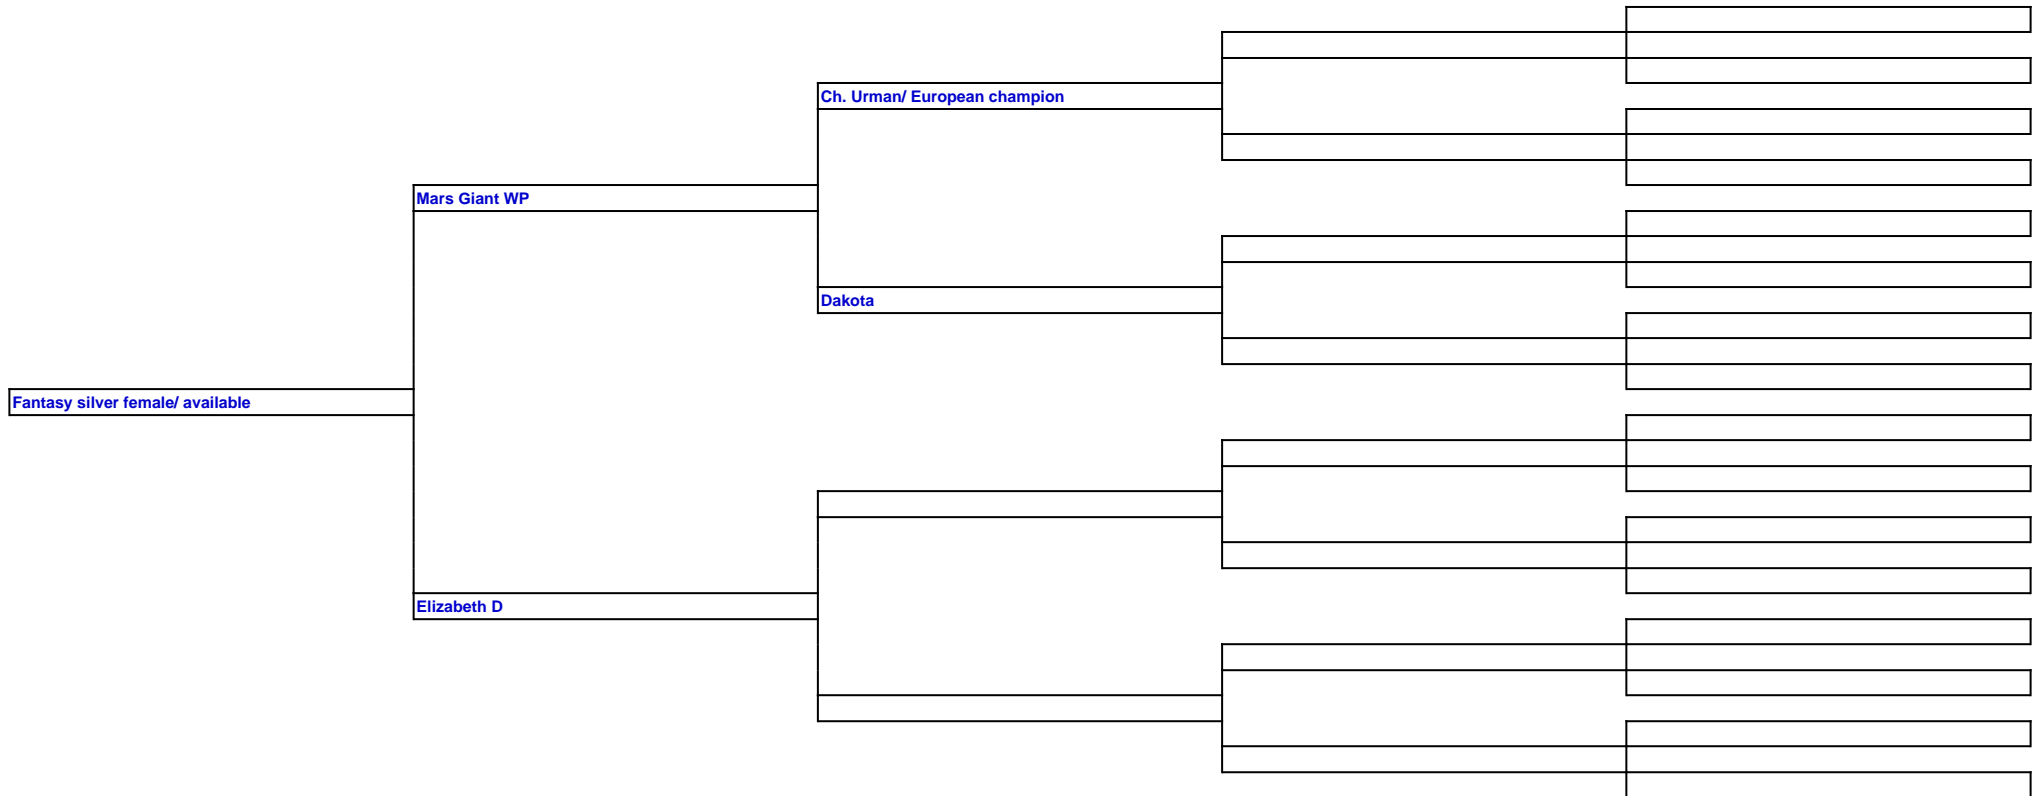 Ch. Urman/ European champion
Mars Giant WP
Dakota
Fantasy silver female/ available
Elizabeth D